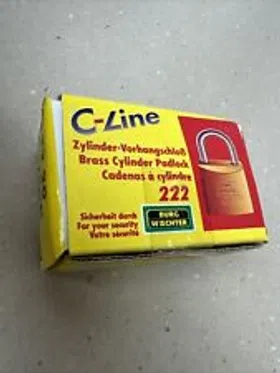 C-Line
Zylinder-Vorhangschloß
Brass Cylinder Padlock
Cadenas à cylindre
222
Sicherheit durch
For your security
Votre sécurité
BURG
WÄCHTER